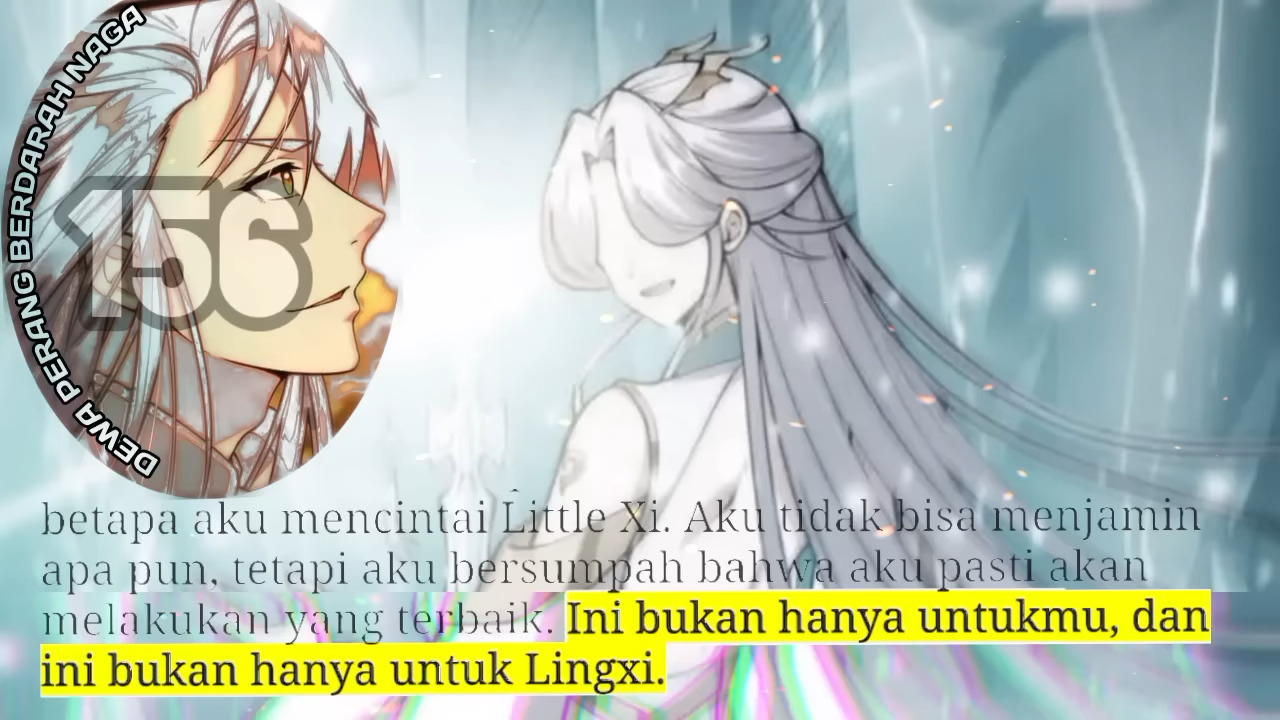 DEWA PERANG BERDARAH NAGA
156
betapa aku mencintai Little Xi. Aku tidak bisa menjamin
apa pun, tetapi aku bersumpah bahwa aku pasti akan
melakukan yang terbaik. Ini bukan hanya untukmu, dan
ini bukan hanya untuk Lingxi.